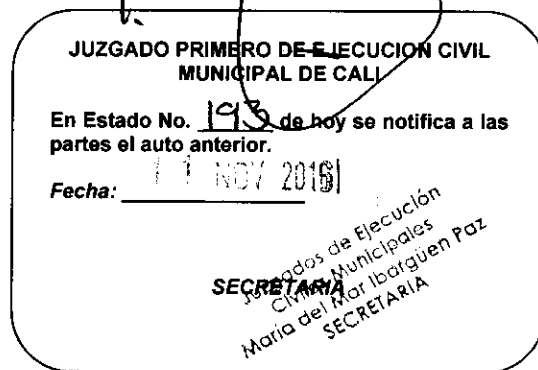 JUZGADO PRIMERO DE EJECUCION CIVIL
MUNICIPAL DE CALI
En Estado No. 193 de hoy se notifica a las
partes el auto anterior.
Fecha: 11 NOV 2016
SECRETARIA
Juzgados de Ejecución
Civiles Municipales
Maria del Mar Ibargüen Paz
SECRETARIA